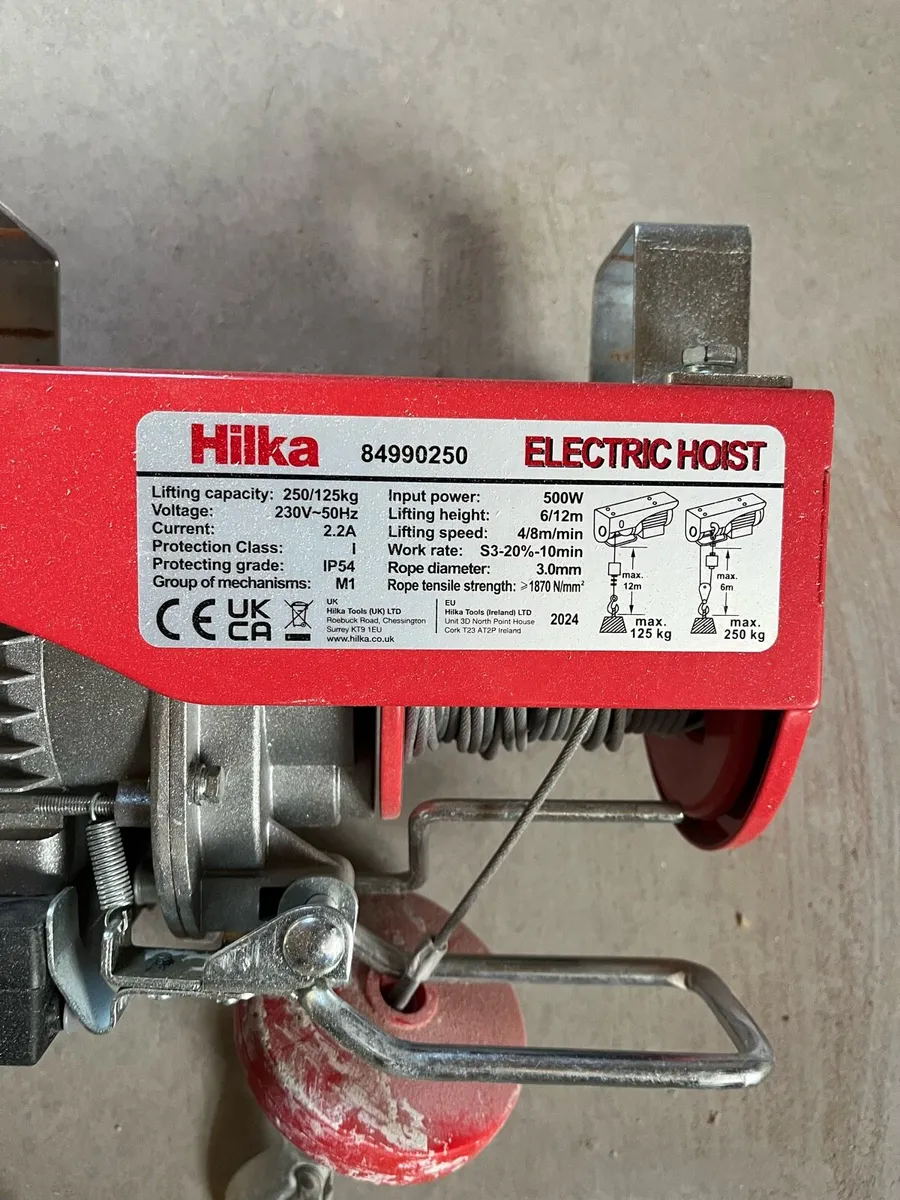 Hilka 84990250 ELECTRIC HOIST
Lifting capacity: 250/125kg
Voltage: 230V~50Hz
Current: 2.2A
Protection Class: I
Protecting grade: IP54
Group of mechanisms: M1
Input power: 500W
Lifting height: 6/12m
Lifting speed: 4/8m/min
Work rate: S3-20%-10min
Rope diameter: 3.0mm
Rope tensile strength: ≥1870 N/mm²
max.
12m
max.
125 kg
max.
6m
max.
250 kg
CE UK
CA
UK
Hilka Tools (UK) LTD
Roebuck Road, Chessington
Surrey KT9 1EU
www.hilka.co.uk
EU
Hilka Tools (Ireland) LTD
Unit 3D North Point House
Cork T23 AT2P Ireland
2024